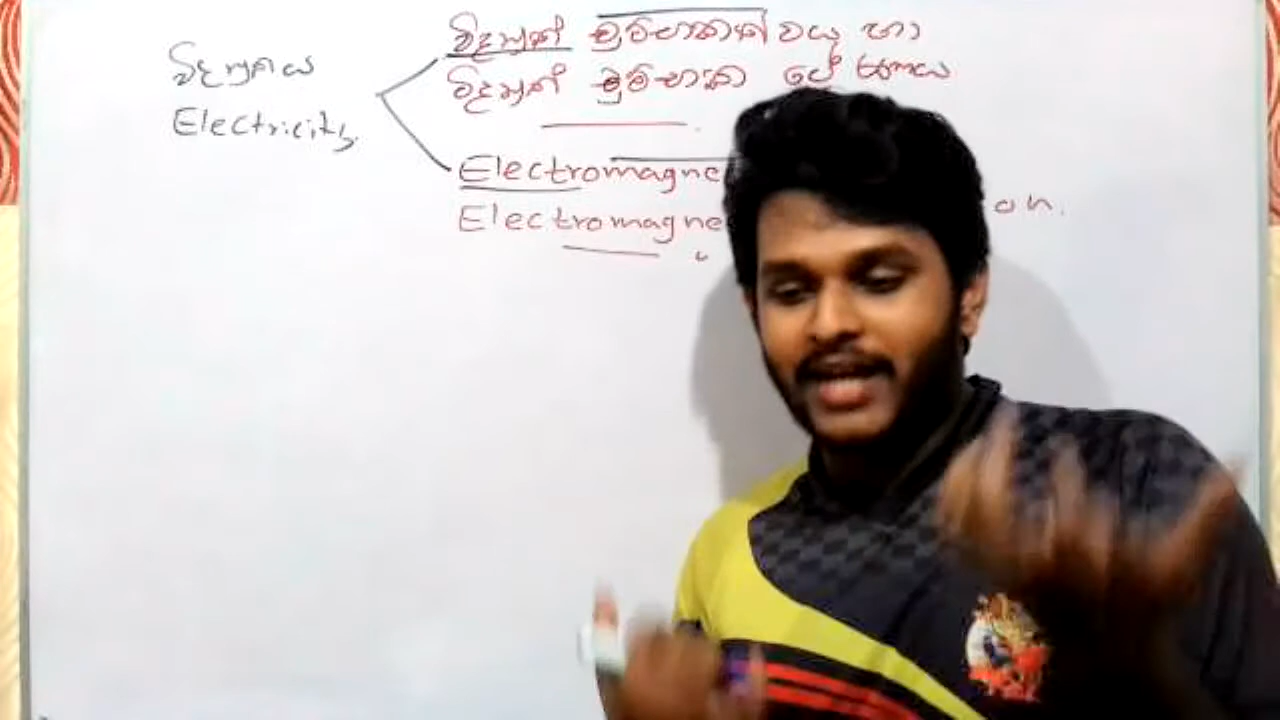 විද්‍යුතය
Electricity
විද්‍යුත් චුම්භකත් වය හා
විද්‍යුත් චුම්භක ප්‍රේරණය
Electromagne
Electromagne on.